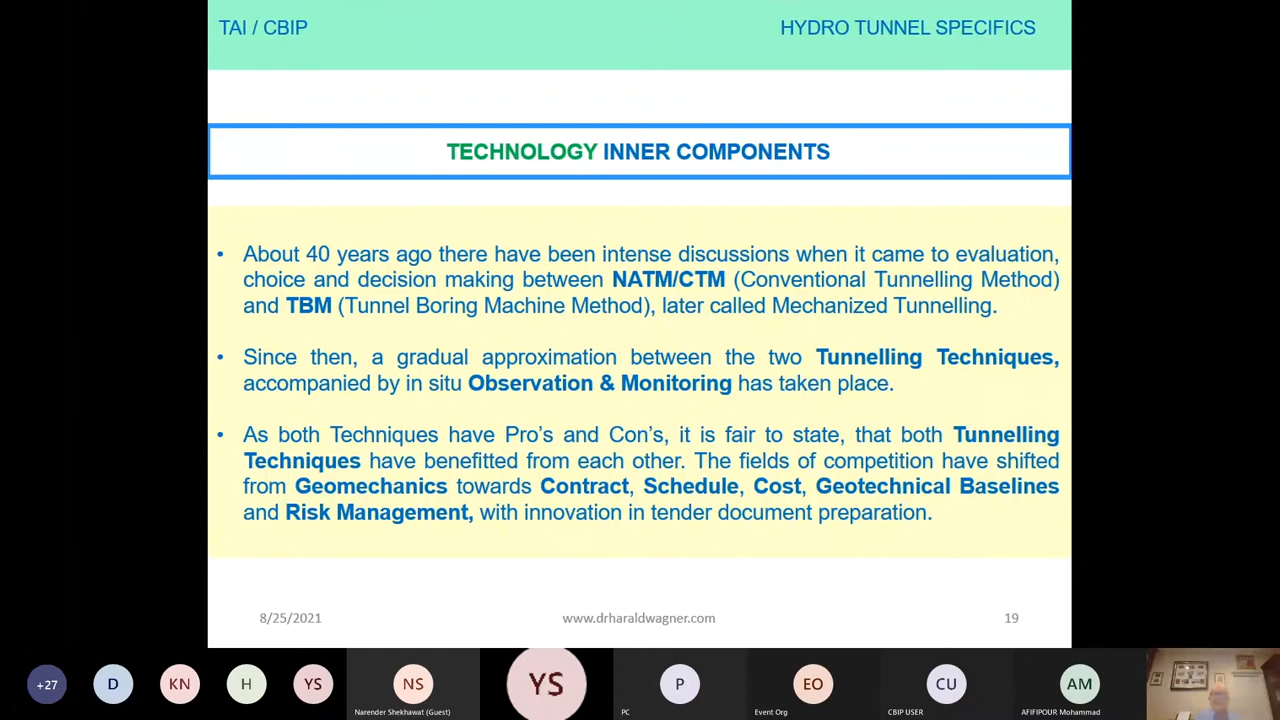 TAI / CBIP
HYDRO TUNNEL SPECIFICS
TECHNOLOGY INNER COMPONENTS
• About 40 years ago there have been intense discussions when it came to evaluation,
choice and decision making between NATM/CTM (Conventional Tunnelling Method)
and TBM (Tunnel Boring Machine Method), later called Mechanized Tunnelling.
• Since then, a gradual approximation between the two Tunnelling Techniques,
accompanied by in situ Observation & Monitoring has taken place.
• As both Techniques have Pro's and Con's, it is fair to state, that both Tunnelling
Techniques have benefitted from each other. The fields of competition have shifted
from Geomechanics towards Contract, Schedule, Cost, Geotechnical Baselines
and Risk Management, with innovation in tender document preparation.
8/25/2021
www.drharaldwagner.com
19
+27
D
KN
H
YS
NS
YS
P
EO
CU
AM
Narender Shekhawat (Guest)
PC
Event Org
CBIP USER
AFIFIPOUR Mohammad